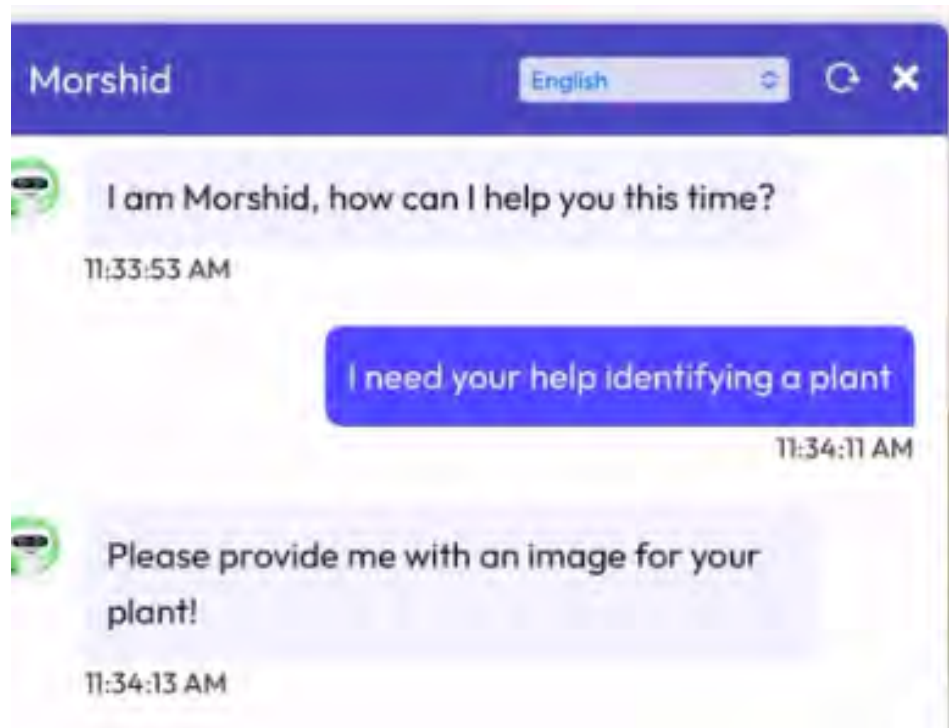 Morshid
English
I am Morshid, how can I help you this time?
11:33:53 AM
I need your help identifying a plant
11:34:11 AM
Please provide me with an image for your
plant!
11:34:13 AM